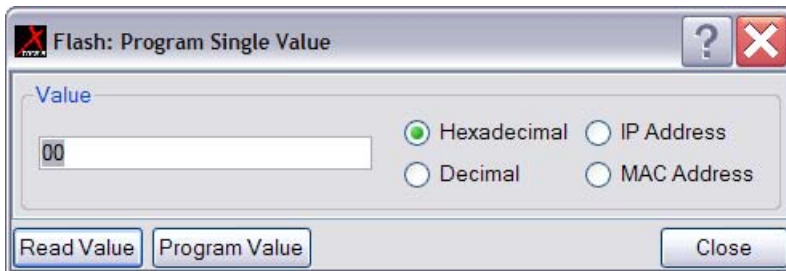 Flash: Program Single Value
?
Value
00
Hexadecimal
IP Address
Decimal
MAC Address
Read Value
Program Value
Close